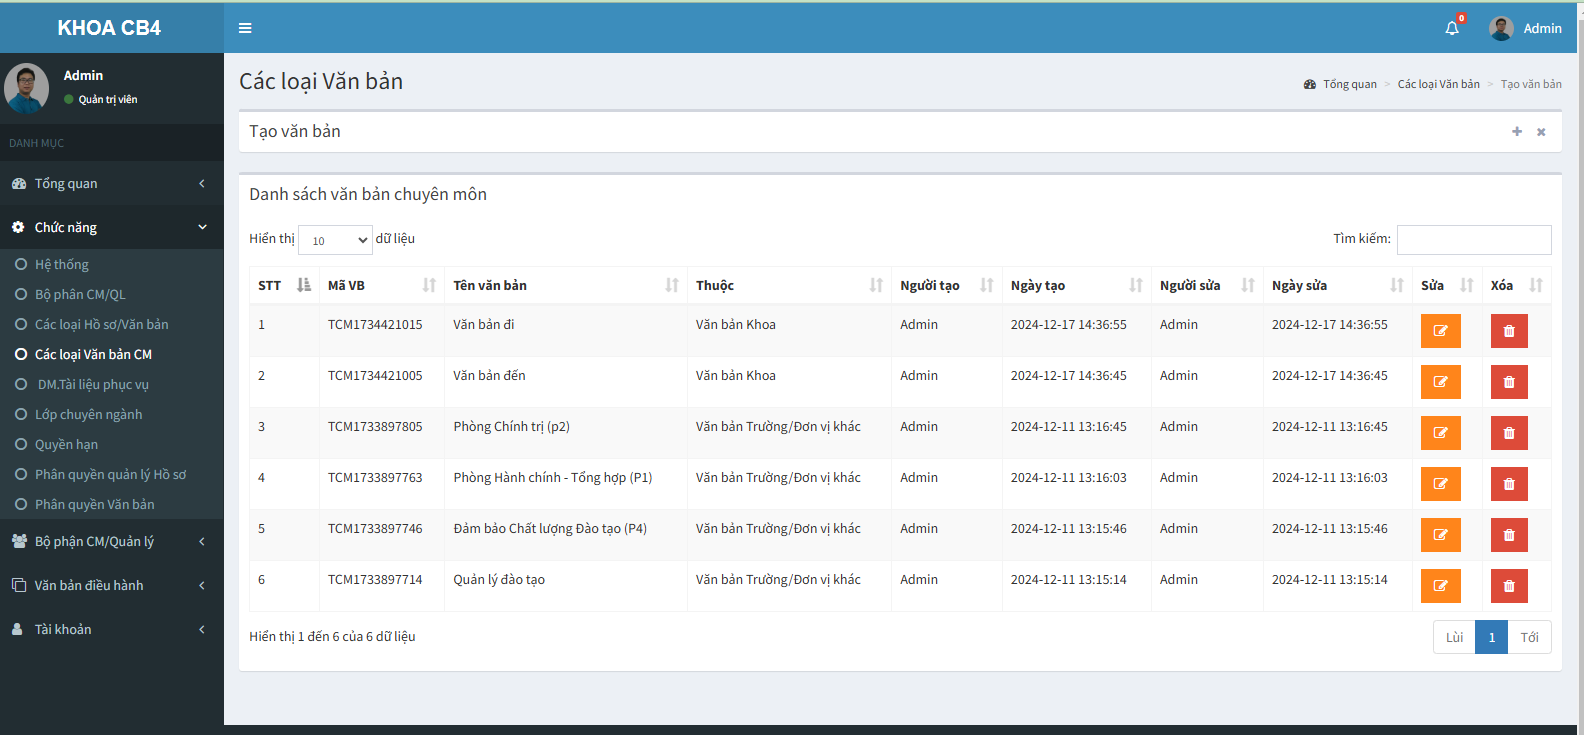 KHOA CB4
0
Admin
Admin
Quản trị viên
DANH MỤC
Tổng quan
Chức năng
Hệ thống
Bộ phân CM/QL
Các loại Hồ sơ/Văn bản
Các loại Văn bản CM
DM.Tài liệu phục vụ
Lớp chuyên ngành
Quyền hạn
Phân quyền quản lý Hồ sơ
Phân quyền Văn bản
Bộ phận CM/Quản lý
Văn bản điều hành
Tài khoản
Các loại Văn bản
Tổng quan > Các loại Văn bản > Tạo văn bản
Tạo văn bản
Danh sách văn bản chuyên môn
Hiển thị 10 dữ liệu
Tìm kiếm:
STT Mã VB Tên văn bản Thuộc Người tạo Ngày tạo Người sửa Ngày sửa Sửa Xóa
1 TCM1734421015 Văn bản đi Văn bản Khoa Admin 2024-12-17 14:36:55 Admin 2024-12-17 14:36:55
2 TCM1734421005 Văn bản đến Văn bản Khoa Admin 2024-12-17 14:36:45 Admin 2024-12-17 14:36:45
3 TCM1733897805 Phòng Chính trị (p2) Văn bản Trường/Đơn vị khác Admin 2024-12-11 13:16:45 Admin 2024-12-11 13:16:45
4 TCM1733897763 Phòng Hành chính - Tổng hợp (P1) Văn bản Trường/Đơn vị khác Admin 2024-12-11 13:16:03 Admin 2024-12-11 13:16:03
5 TCM1733897746 Đảm bảo Chất lượng Đào tạo (P4) Văn bản Trường/Đơn vị khác Admin 2024-12-11 13:15:46 Admin 2024-12-11 13:15:46
6 TCM1733897714 Quản lý đào tạo Văn bản Trường/Đơn vị khác Admin 2024-12-11 13:15:14 Admin 2024-12-11 13:15:14
Hiển thị 1 đến 6 của 6 dữ liệu
Lùi 1 Tới